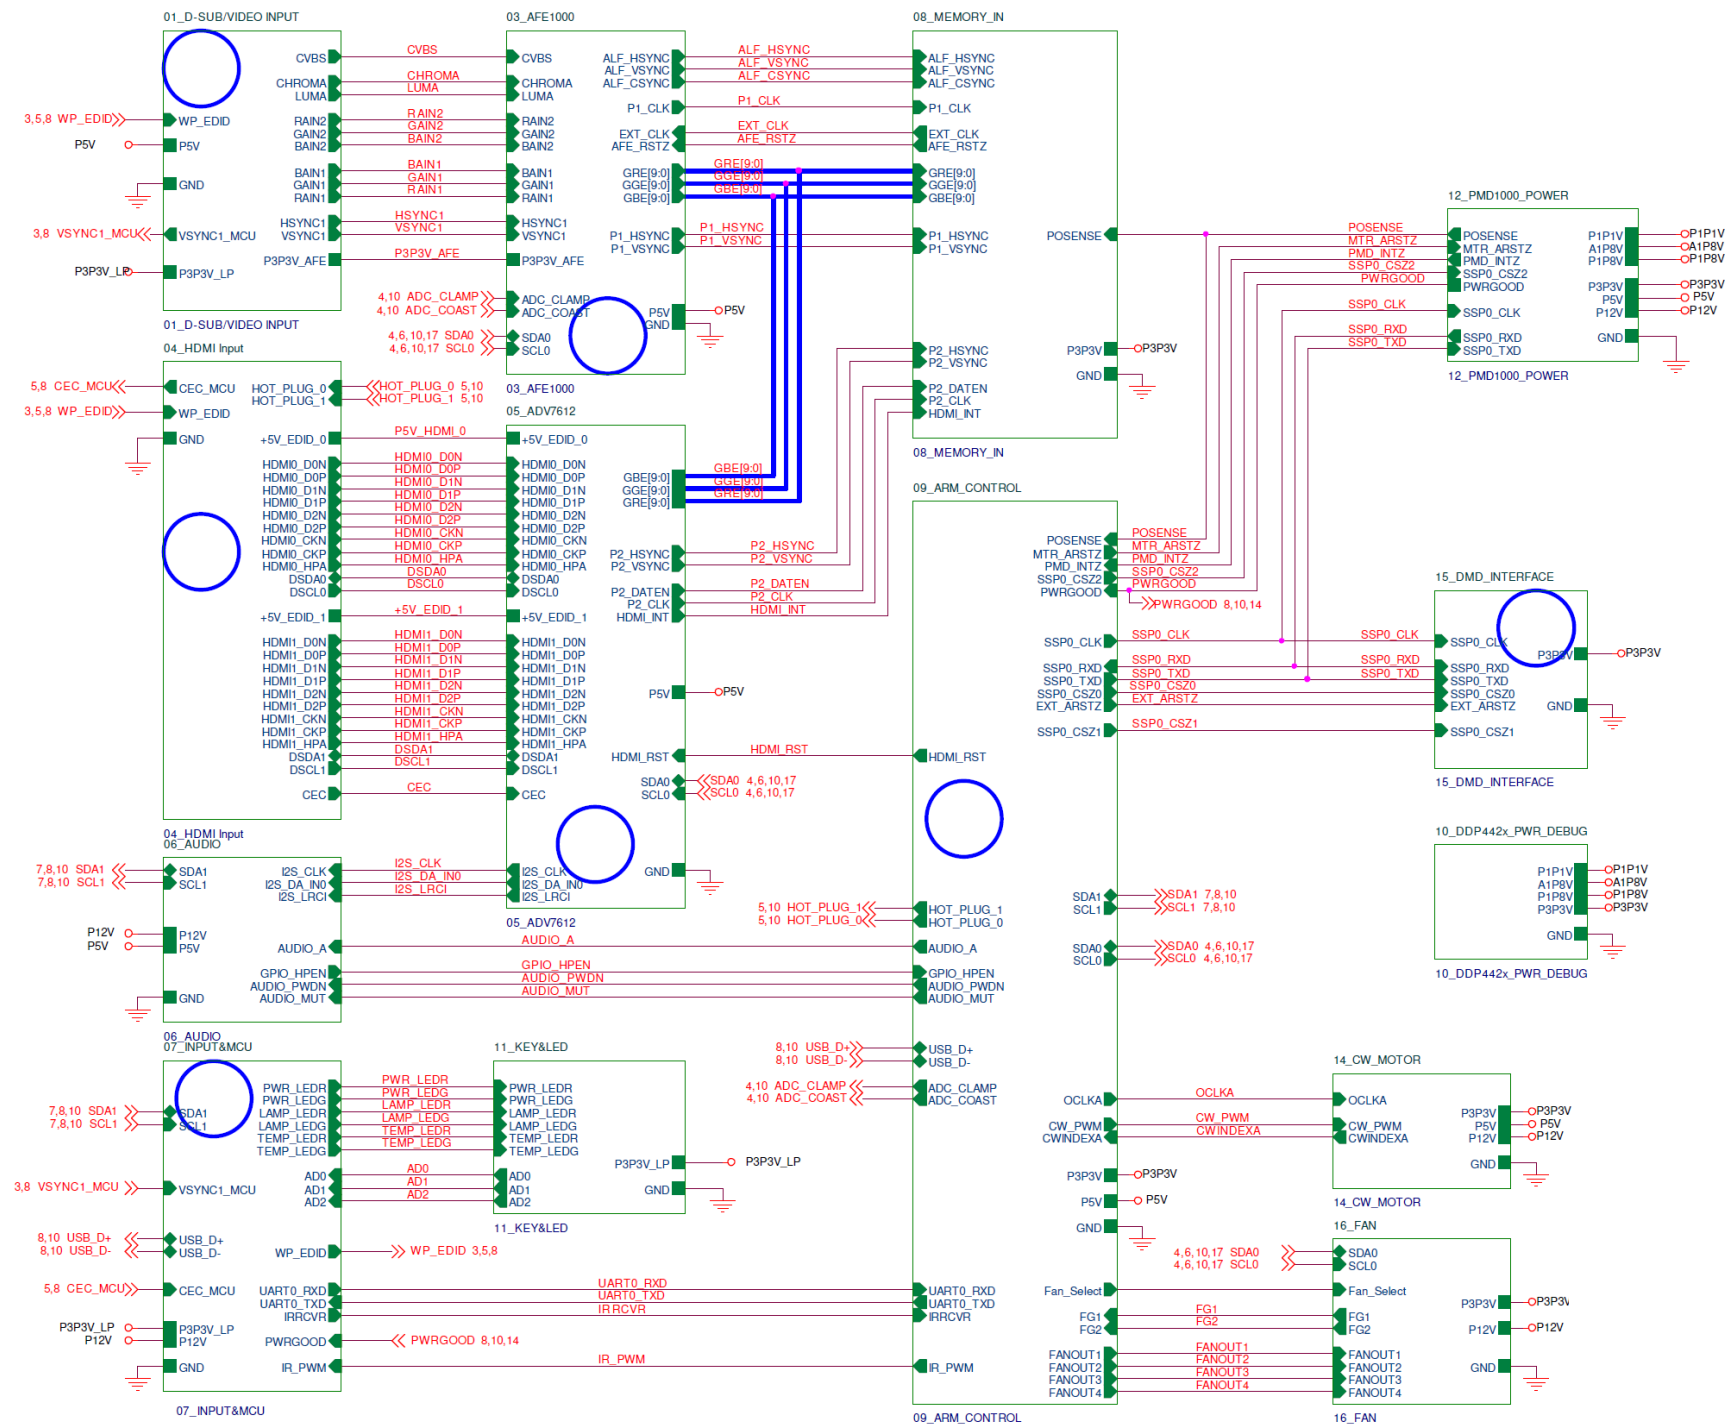 01_D-SUB/VIDEO INPUT
CVBS
CHROMA
LUMA
3,5,8 WP_EDID
WP_EDID
RAIN2
GAIN2
BAIN2
P5V
P5V
BAIN1
GAIN1
RAIN1
GND
HSYNC1
VSYNC1
3,8 VSYNC1_MCU
VSYNC1_MCU
P3P3V_AFE
P3P3V_LP
P3P3V_LP
01_D-SUB/VIDEO INPUT
CVBS
CHROMA
LUMA
RAIN2
GAIN2
BAIN2
BAIN1
GAIN1
RAIN1
HSYNC1
VSYNC1
P3P3V_AFE
4,10 ADC_CLAMP
4,10 ADC_COAST
4,6,10,17 SDA0
4,6,10,17 SCL0
03_AFE1000
CVBS
CHROMA
LUMA
RAIN2
GAIN2
BAIN2
BAIN1
GAIN1
RAIN1
HSYNC1
VSYNC1
P3P3V_AFE
ADC_CLAMP
ADC_COAST
SDA0
SCL0
ALF_HSYNC
ALF_VSYNC
ALF_CSYNC
P1_CLK
EXT_CLK
AFE_RSTZ
GRE[9:0]
GGE[9:0]
GBE[9:0]
P1_HSYNC
P1_VSYNC
P5V
GND
P5V
03_AFE1000
ALF_HSYNC
ALF_VSYNC
ALF_CSYNC
P1_CLK
EXT_CLK
AFE_RSTZ
GRE[9:0]
GGE[9:0]
GBE[9:0]
P1_HSYNC
P1_VSYNC
08_MEMORY_IN
ALF_HSYNC
ALF_VSYNC
ALF_CSYNC
P1_CLK
EXT_CLK
AFE_RSTZ
GRE[9:0]
GGE[9:0]
GBE[9:0]
P1_HSYNC
P1_VSYNC
POSENSE
P2_HSYNC
P2_VSYNC
P2_DATEN
P2_CLK
HDMI_INT
P3P3V
P3P3V
GND
08_MEMORY_IN
12_PMD1000_POWER
POSENSE
MTR_ARSTZ
PMD_INTZ
SSP0_CSZ2
PWRGOOD
SSP0_CLK
SSP0_RXD
SSP0_TXD
POSENSE
MTR_ARSTZ
PMD_INTZ
SSP0_CSZ2
PWRGOOD
SSP0_CLK
SSP0_RXD
SSP0_TXD
P1P1V
A1P8V
P1P8V
P3P3V
P5V
P12V
GND
P1P1V
A1P8V
P1P8V
P3P3V
P5V
P12V
12_PMD1000_POWER
04_HDMI Input
5,8 CEC_MCU
CEC_MCU
HOT_PLUG_0
HOT_PLUG_1
HOT_PLUG_0 5,10
HOT_PLUG_1 5,10
3,5,8 WP_EDID
WP_EDID
GND
+5V_EDID_0
HDMI0_D0N
HDMI0_D0P
HDMI0_D1N
HDMI0_D1P
HDMI0_D2N
HDMI0_D2P
HDMI0_CKN
HDMI0_CKP
HDMI0_HPA
DSDA0
DSCL0
+5V_EDID_1
HDMI1_D0N
HDMI1_D0P
HDMI1_D1N
HDMI1_D1P
HDMI1_D2N
HDMI1_D2P
HDMI1_CKN
HDMI1_CKP
HDMI1_HPA
DSDA1
DSCL1
CEC
04_HDMI Input
P5V_HDMI_0
HDMI0_D0N
HDMI0_D0P
HDMI0_D1N
HDMI0_D1P
HDMI0_D2N
HDMI0_D2P
HDMI0_CKN
HDMI0_CKP
HDMI0_HPA
DSDA0
DSCL0
+5V_EDID_1
HDMI1_D0N
HDMI1_D0P
HDMI1_D1N
HDMI1_D1P
HDMI1_D2N
HDMI1_D2P
HDMI1_CKN
HDMI1_CKP
HDMI1_HPA
DSDA1
DSCL1
CEC
05_ADV7612
+5V_EDID_0
HDMI0_D0N
HDMI0_D0P
HDMI0_D1N
HDMI0_D1P
HDMI0_D2N
HDMI0_D2P
HDMI0_CKN
HDMI0_CKP
HDMI0_HPA
DSDA0
DSCL0
+5V_EDID_1
HDMI1_D0N
HDMI1_D0P
HDMI1_D1N
HDMI1_D1P
HDMI1_D2N
HDMI1_D2P
HDMI1_CKN
HDMI1_CKP
HDMI1_HPA
DSDA1
DSCL1
CEC
I2S_CLK
I2S_DA_IN0
I2S_LRCI
GBE[9:0]
GGE[9:0]
GRE[9:0]
P2_HSYNC
P2_VSYNC
P2_DATEN
P2_CLK
HDMI_INT
P5V
HDMI_RST
SDA0
SCL0
GND
05_ADV7612
GBE[9:0]
GGE[9:0]
GRE[9:0]
P2_HSYNC
P2_VSYNC
P2_DATEN
P2_CLK
HDMI_INT
P5V
HDMI_RST
SDA0 4,6,10,17
SCL0 4,6,10,17
09_ARM_CONTROL
POSENSE
MTR_ARSTZ
PMD_INTZ
SSP0_CSZ2
PWRGOOD
SSP0_CLK
SSP0_RXD
SSP0_TXD
SSP0_CSZ0
EXT_ARSTZ
SSP0_CSZ1
HDMI_RST
SDA1
SCL1
5,10 HOT_PLUG_1
5,10 HOT_PLUG_0
HOT_PLUG_1
HOT_PLUG_0
AUDIO_A
SDA0
SCL0
GPIO_HPEN
AUDIO_PWDN
AUDIO_MUT
8,10 USB_D+
8,10 USB_D-
USB_D+
USB_D-
4,10 ADC_CLAMP
4,10 ADC_COAST
ADC_CLAMP
ADC_COAST
OCLKA
CW_PWM
CWINDEXA
P3P3V
P3P3V
P5V
P5V
GND
Fan_Select
UART0_RXD
UART0_TXD
IRRCVR
FG1
FG2
IR_PWM
FANOUT1
FANOUT2
FANOUT3
FANOUT4
09_ARM_CONTROL
POSENSE
MTR_ARSTZ
PMD_INTZ
SSP0_CSZ2
PWRGOOD
PWRGOOD 8,10,14
SSP0_CLK
SSP0_RXD
SSP0_TXD
SSP0_CSZ0
EXT_ARSTZ
SSP0_CSZ1
SSP0_CLK
SSP0_RXD
SSP0_TXD
SDA1 7,8,10
SCL1 7,8,10
SDA0 4,6,10,17
SCL0 4,6,10,17
15_DMD_INTERFACE
SSP0_CLK
SSP0_RXD
SSP0_TXD
SSP0_CSZ0
EXT_ARSTZ
SSP0_CSZ1
P3P3V
P3P3V
GND
15_DMD_INTERFACE
10_DDP442x_PWR_DEBUG
P1P1V
A1P8V
P1P8V
P3P3V
GND
P1P1V
A1P8V
P1P8V
P3P3V
10_DDP442x_PWR_DEBUG
06_AUDIO
7,8,10 SDA1
7,8,10 SCL1
SDA1
SCL1
I2S_CLK
I2S_DA_IN0
I2S_LRCI
I2S_CLK
I2S_DA_IN0
I2S_LRCI
P12V
P5V
P12V
P5V
AUDIO_A
AUDIO_A
GPIO_HPEN
AUDIO_PWDN
AUDIO_MUT
GPIO_HPEN
AUDIO_PWDN
AUDIO_MUT
GND
06_AUDIO
07_INPUT&MCU
PWR_LEDR
PWR_LEDG
LAMP_LEDR
LAMP_LEDG
TEMP_LEDR
TEMP_LEDG
7,8,10 SDA1
7,8,10 SCL1
SDA1
SCL1
AD0
AD1
AD2
3,8 VSYNC1_MCU
VSYNC1_MCU
8,10 USB_D+
8,10 USB_D-
USB_D+
USB_D-
WP_EDID
WP_EDID 3,5,8
5,8 CEC_MCU
CEC_MCU
UART0_RXD
UART0_TXD
IRRCVR
UART0_RXD
UART0_TXD
IRRCVR
P3P3V_LP
P12V
P3P3V_LP
P12V
PWRGOOD
PWRGOOD 8,10,14
GND
IR_PWM
IR_PWM
07_INPUT&MCU
PWR_LEDR
PWR_LEDG
LAMP_LEDR
LAMP_LEDG
TEMP_LEDR
TEMP_LEDG
AD0
AD1
AD2
11_KEY&LED
PWR_LEDR
PWR_LEDG
LAMP_LEDR
LAMP_LEDG
TEMP_LEDR
TEMP_LEDG
AD0
AD1
AD2
P3P3V_LP
P3P3V_LP
GND
11_KEY&LED
14_CW_MOTOR
OCLKA
CW_PWM
CWINDEXA
OCLKA
CW_PWM
CWINDEXA
P3P3V
P5V
P12V
GND
P3P3V
P5V
P12V
14_CW_MOTOR
16_FAN
4,6,10,17 SDA0
4,6,10,17 SCL0
SDA0
SCL0
Fan_Select
FG1
FG2
FG1
FG2
FANOUT1
FANOUT2
FANOUT3
FANOUT4
FANOUT1
FANOUT2
FANOUT3
FANOUT4
P3P3V
P12V
GND
P3P3V
P12V
16_FAN